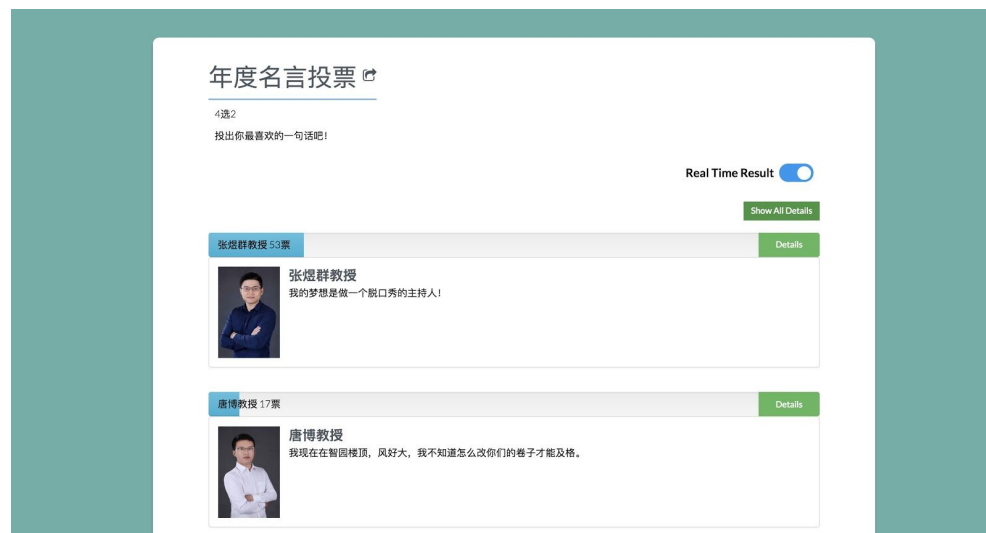 年度名言投票
4选2
投出你最喜欢的一句话吧!
Real Time Result
Show All Details
张煜群教授 53票 Details
张煜群教授
我的梦想是做一个脱口秀的主持人!
唐博教授 17票 Details
唐博教授
我现在在智园楼顶，风好大，我不知道怎么改你们的卷子才能及格。